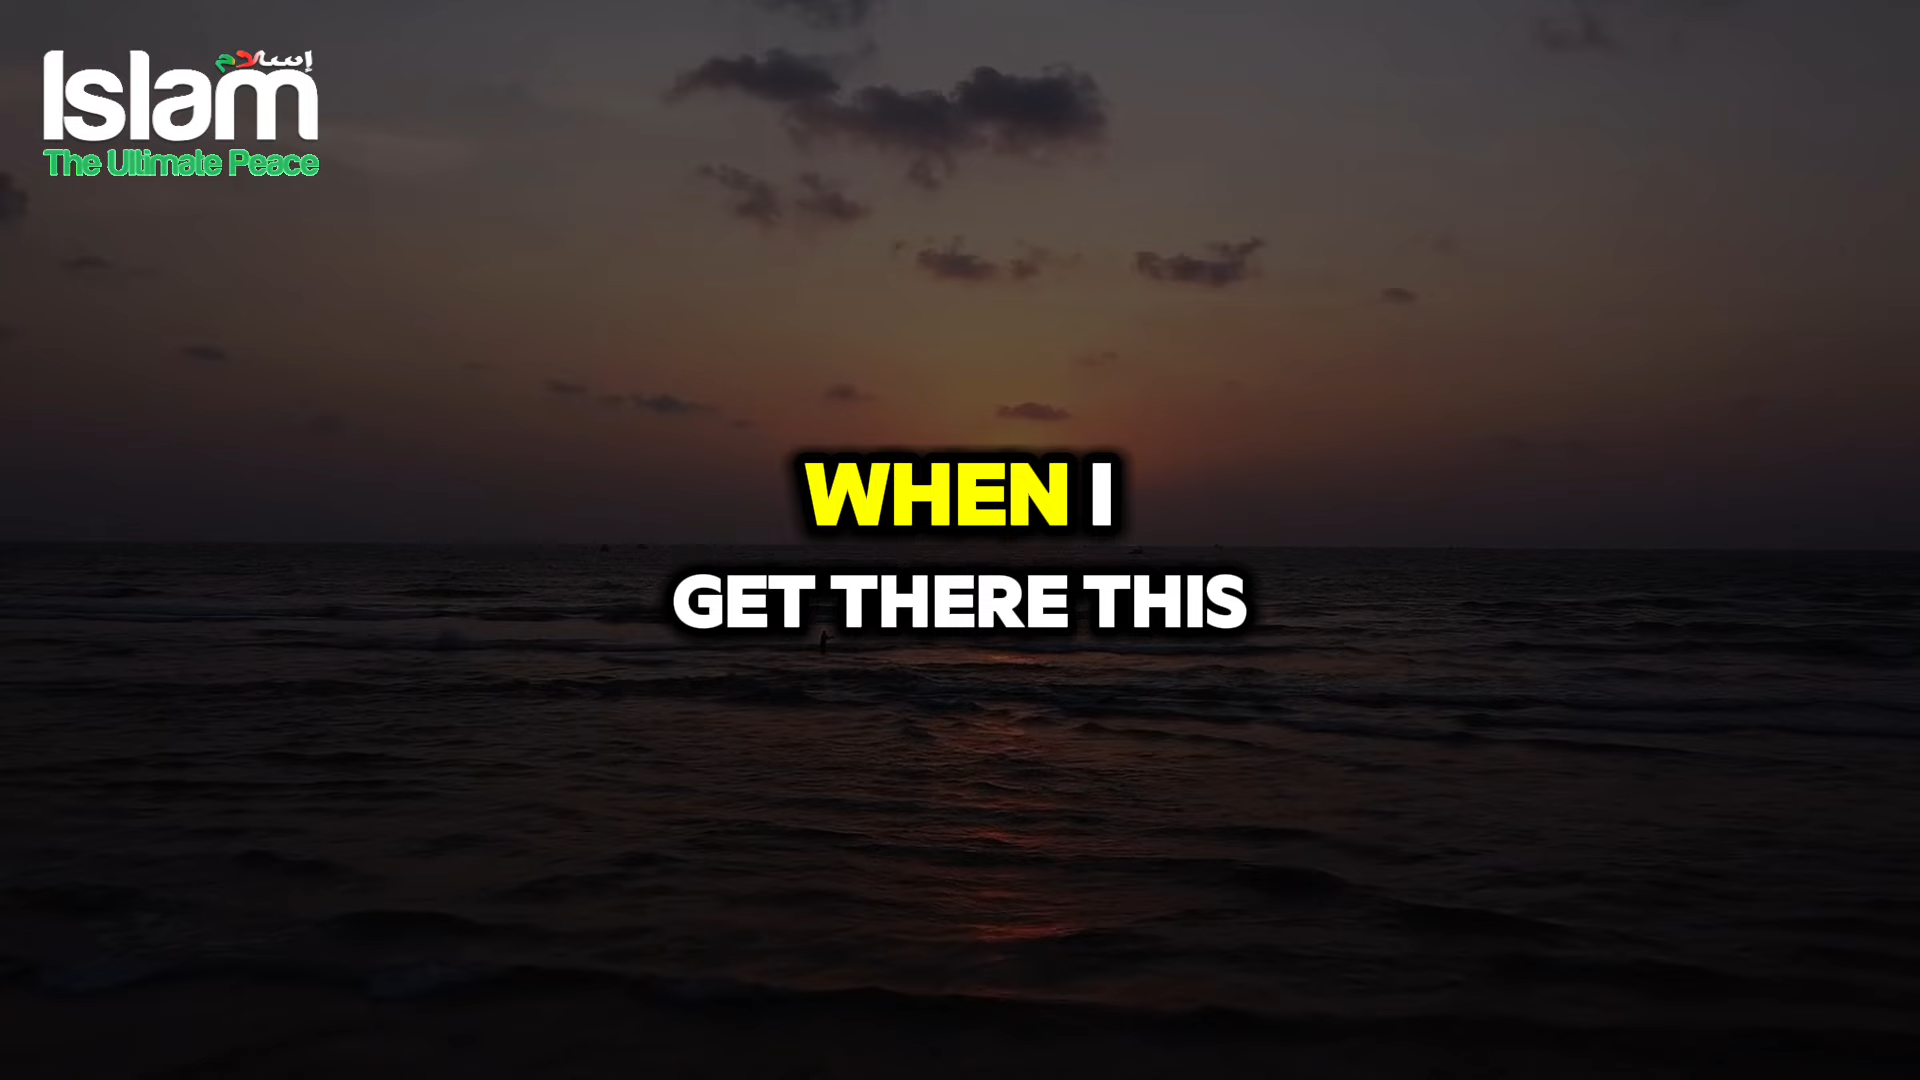 إسلام
Islam
The Ultimate Peace
WHEN I
GET THERE THIS